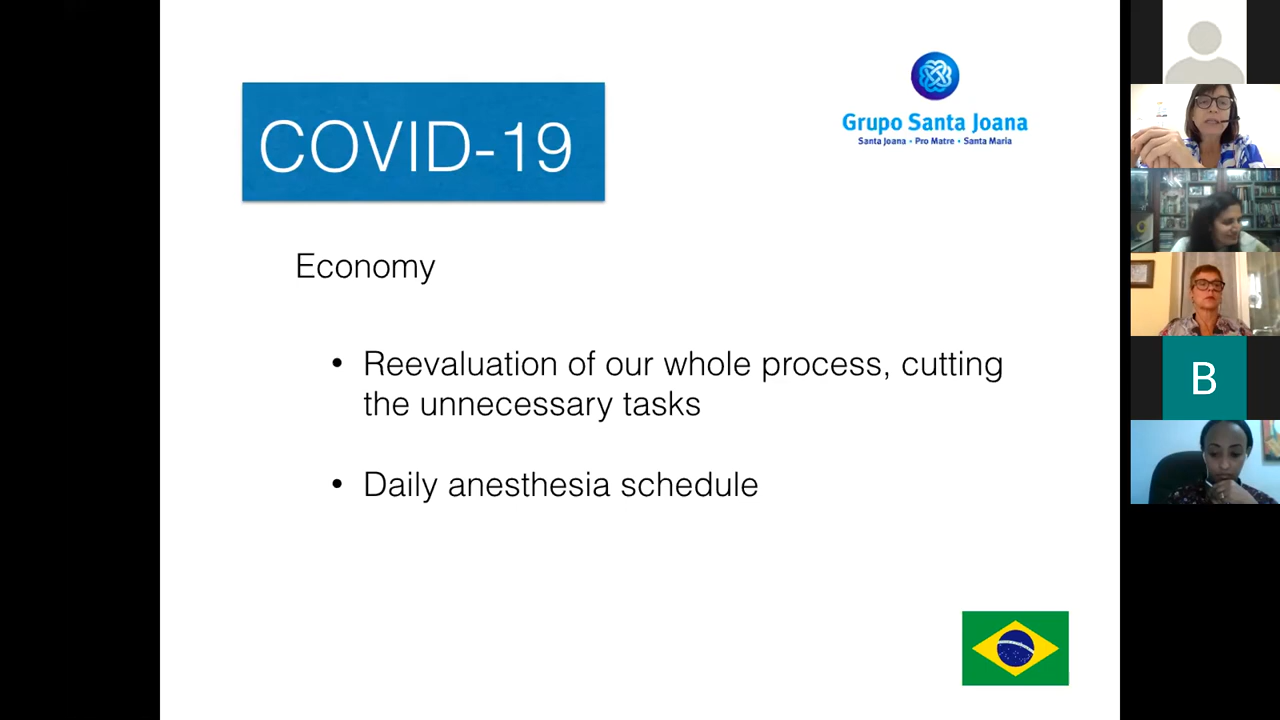 COVID-19
Grupo Santa Joana
Santa Joana • Pro Matre • Santa Maria
Economy
• Reevaluation of our whole process, cutting
the unnecessary tasks
• Daily anesthesia schedule
B